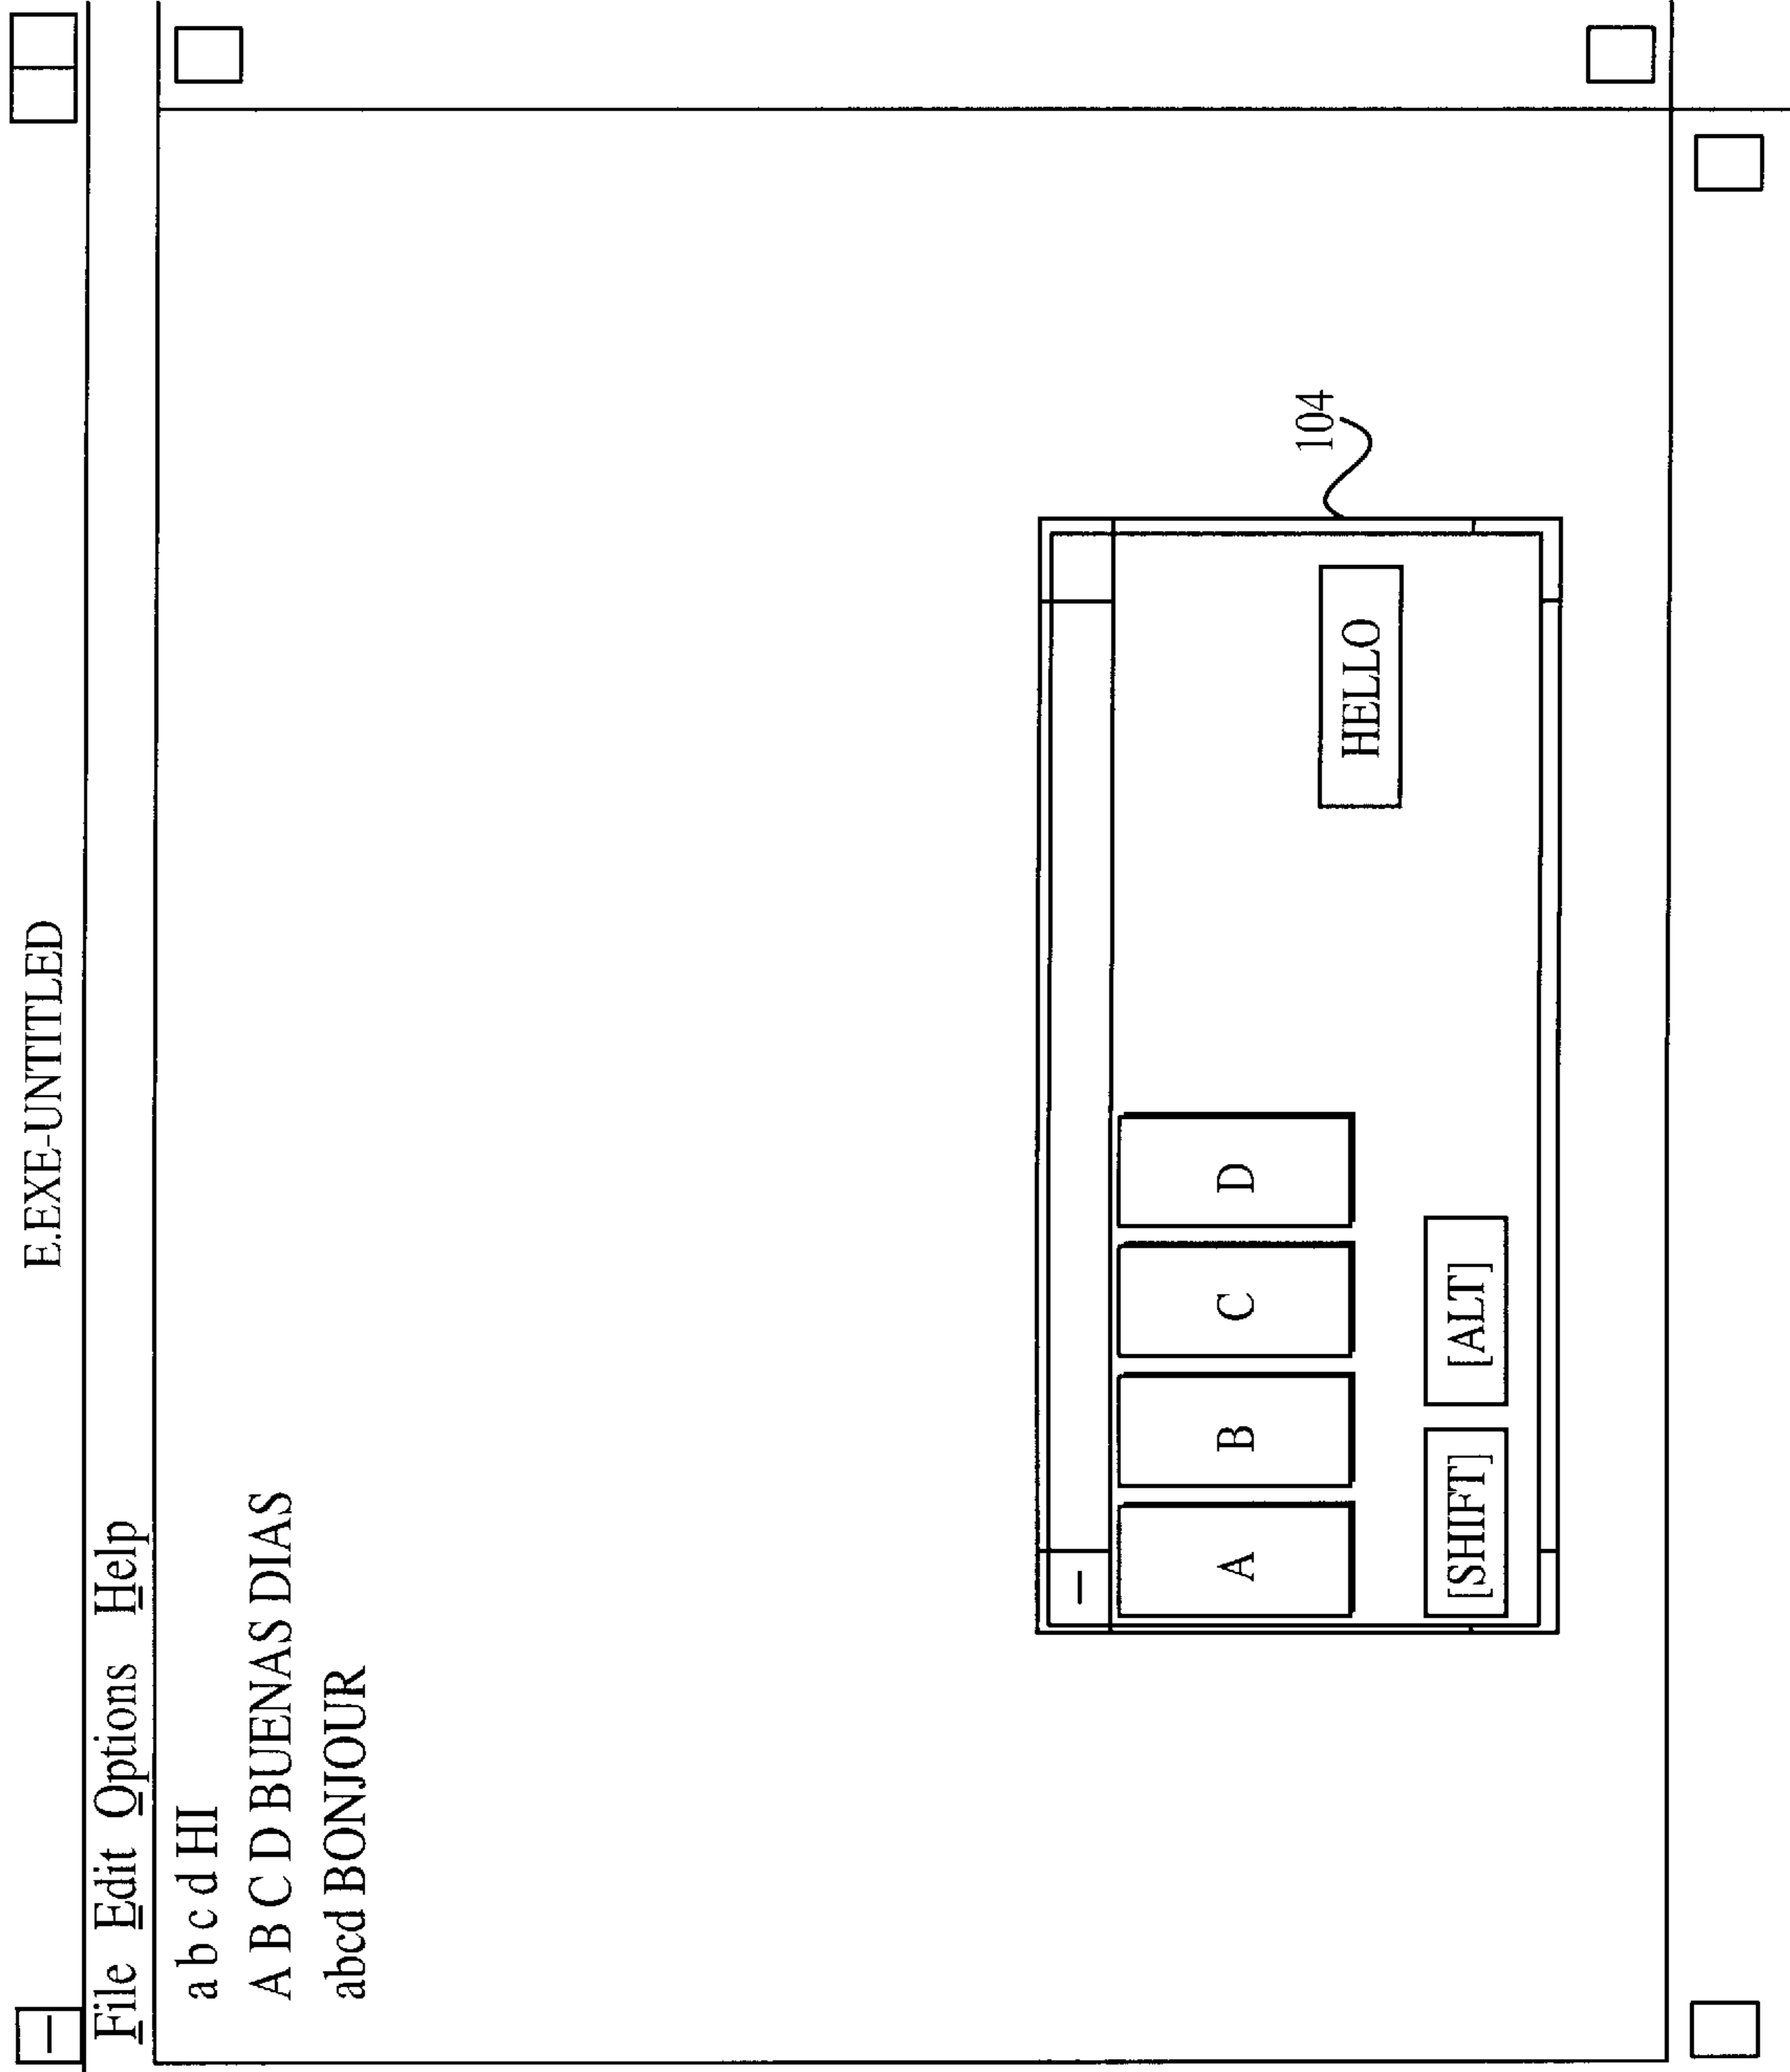 E.EXE-UNTITLED
File Edit Options Help
a b c d HI
A B C D BUENAS DIAS
abcd BONJOUR
A B C D
HELLO
[SHIFT] [ALT]
104